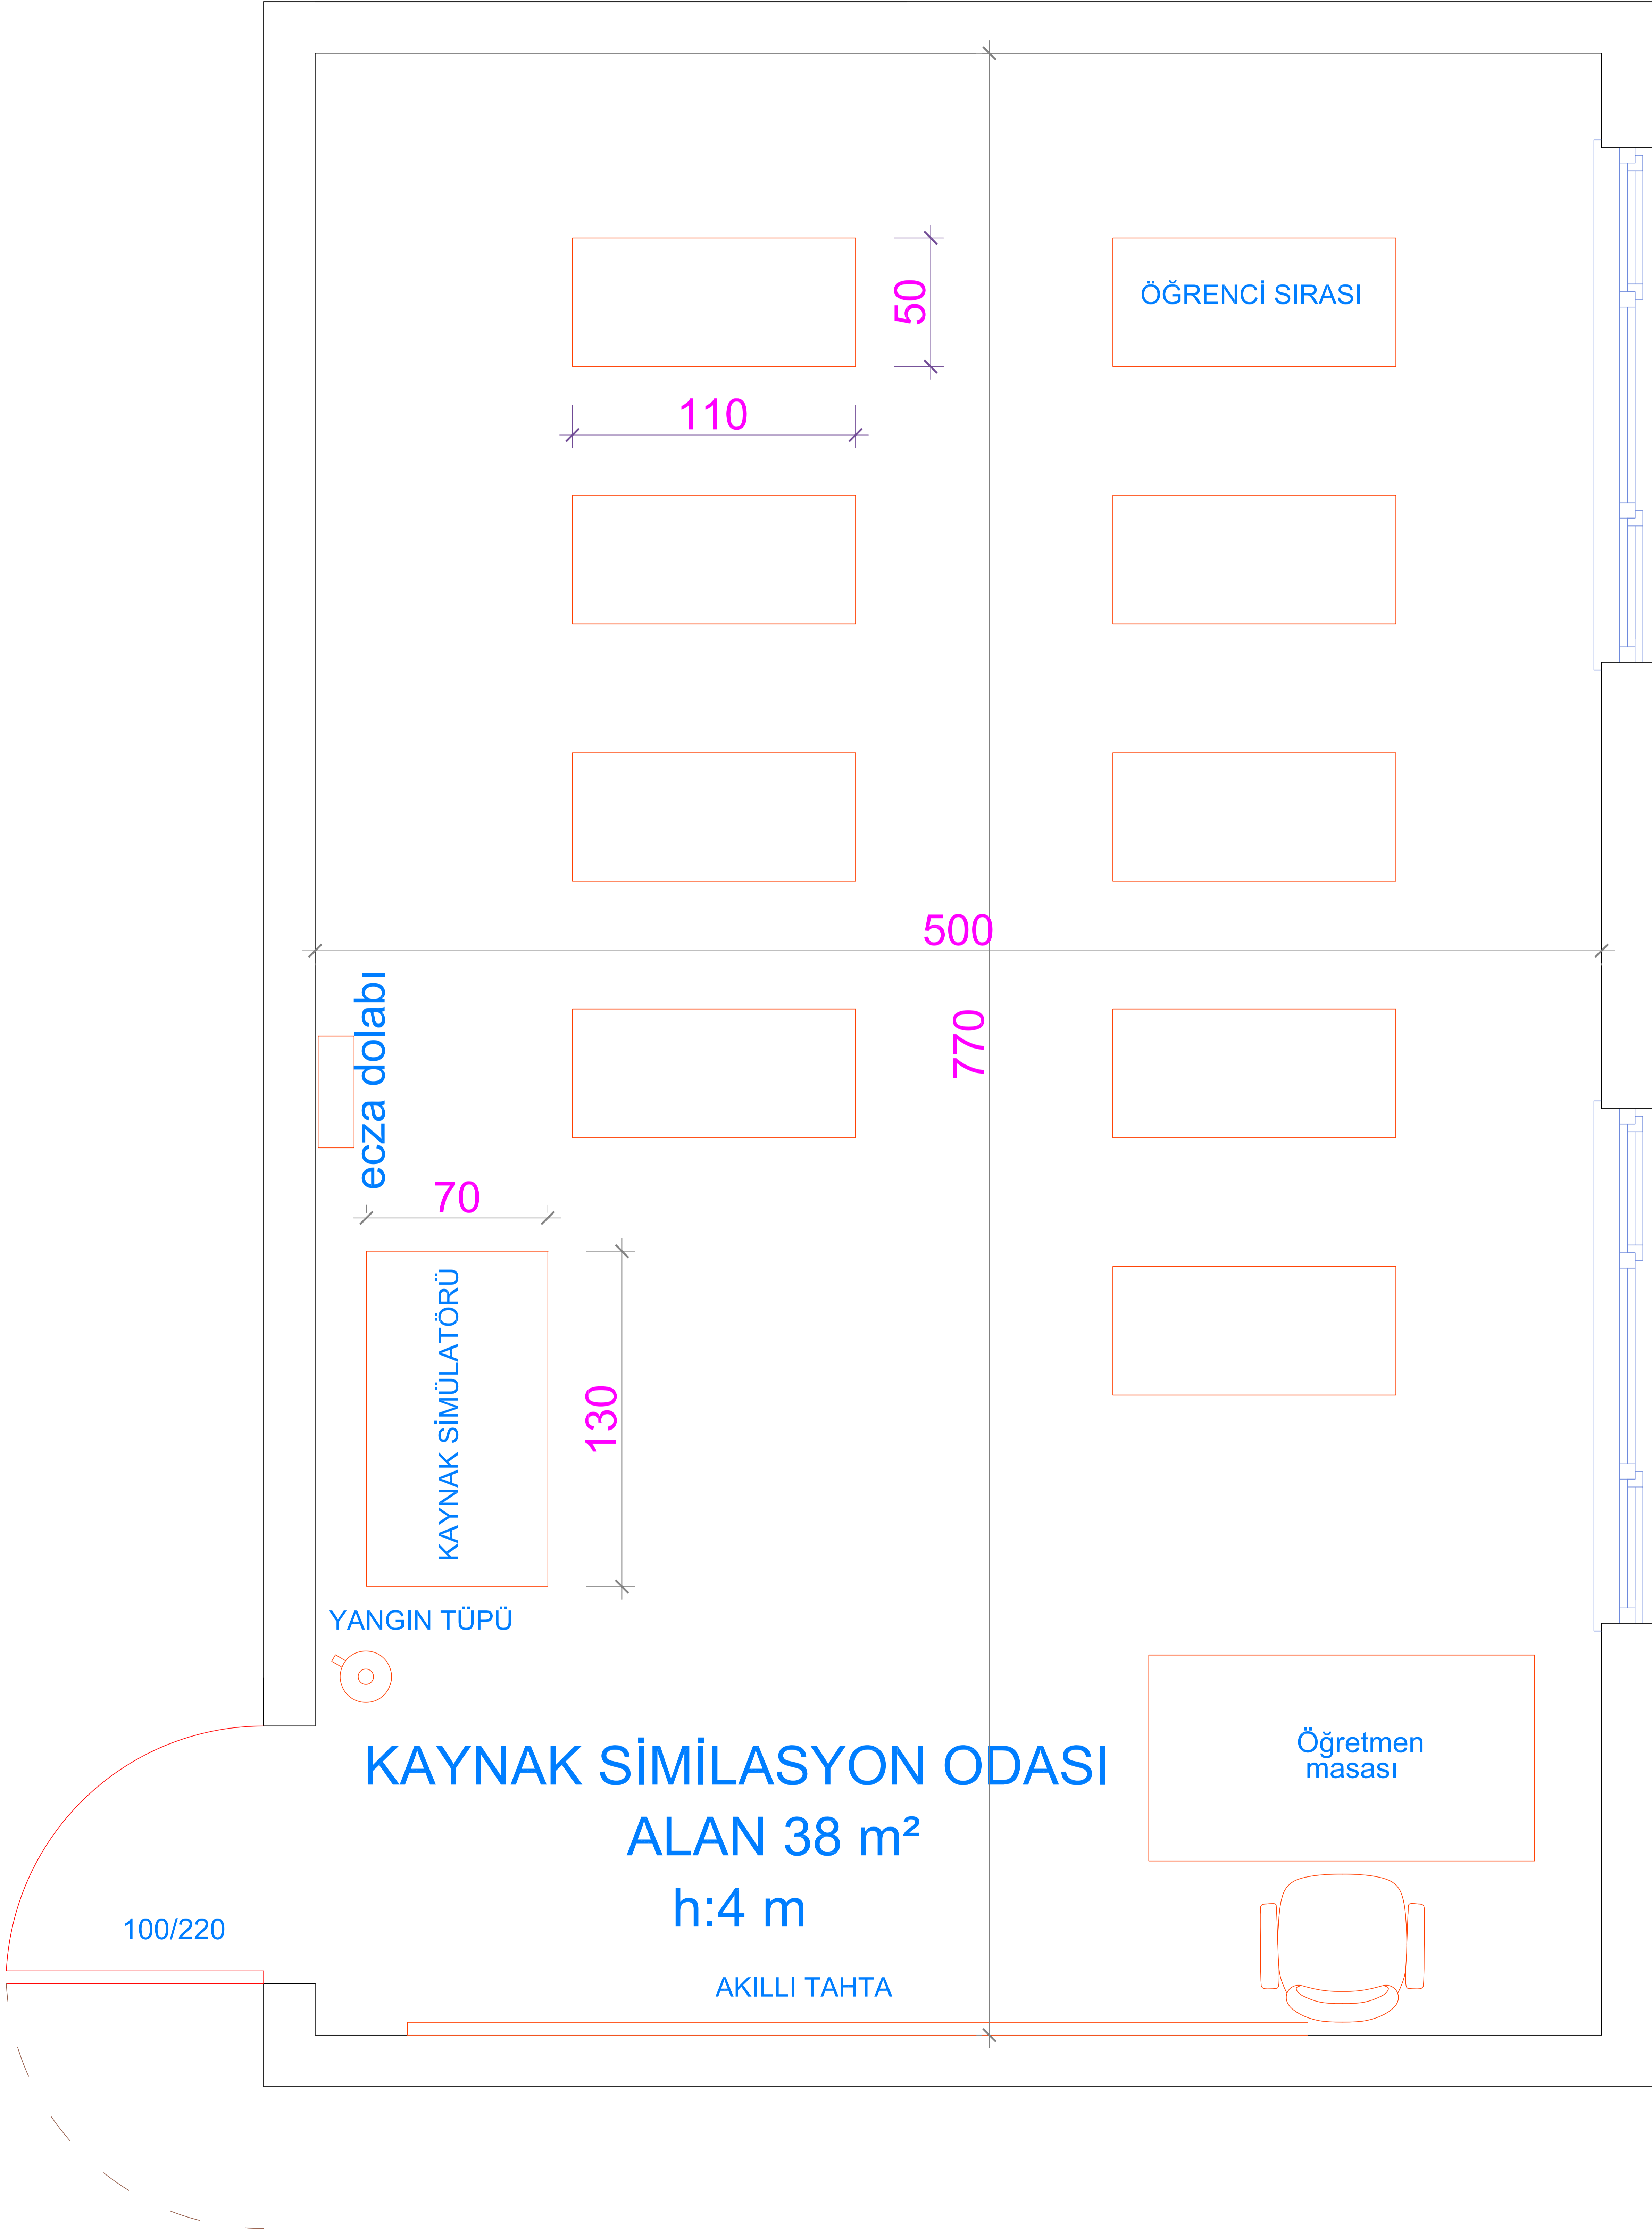 50
ÖĞRENCİ SIRASI
110
500
ecza dolabı
770
70
KAYNAK SİMÜLATÖRÜ
130
YANGIN TÜPÜ
KAYNAK SİMİLASYON ODASI
ALAN 38 m²
h:4 m
Öğretmen
masası
100/220
AKILLI TAHTA